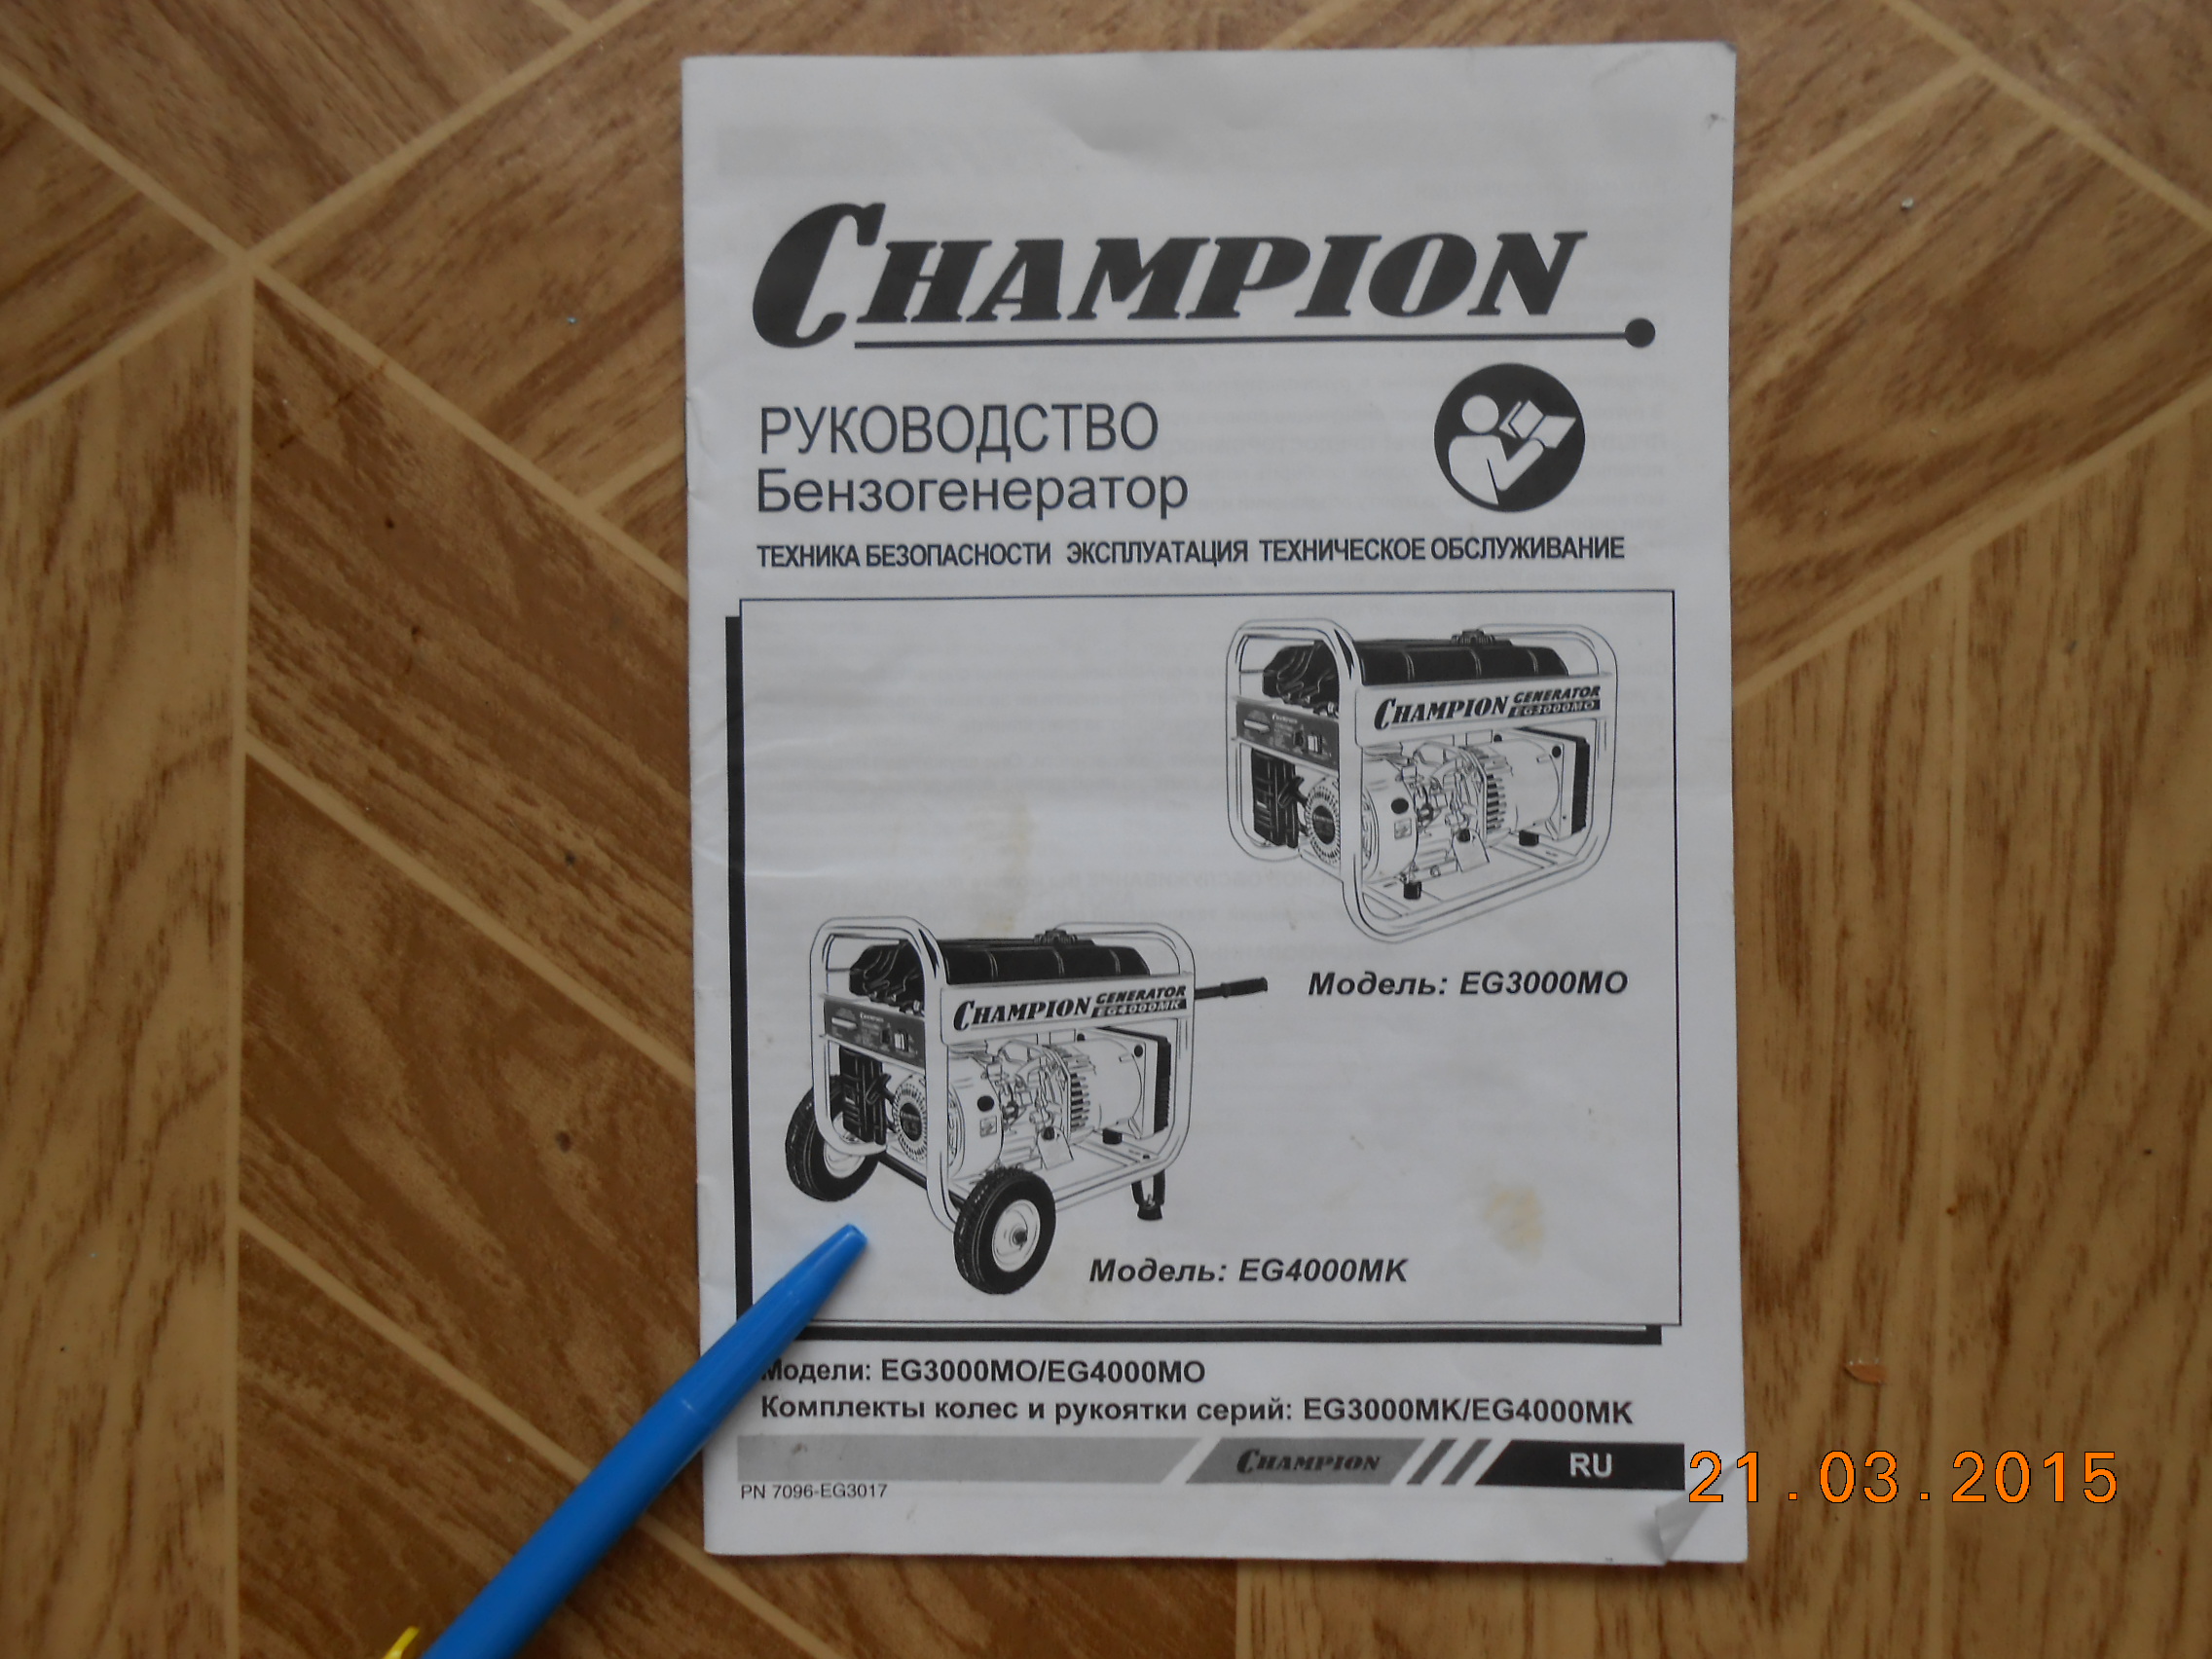 CHAMPION
РУКОВОДСТВО
Бензогенератор
ТЕХНИКА БЕЗОПАСНОСТИ ЭКСПЛУАТАЦИЯ ТЕХНИЧЕСКОЕ ОБСЛУЖИВАНИЕ
CHAMPION GENERATOR
EG3000MO
Модель: EG3000MO
CHAMPION GENERATOR
EG4000MK
Модель: EG4000MK
Модели: EG3000MO/EG4000MO
Комплекты колес и рукоятки серий: EG3000MK/EG4000MK
CHAMPION
RU
PN 7096-EG3017
21.03.2015